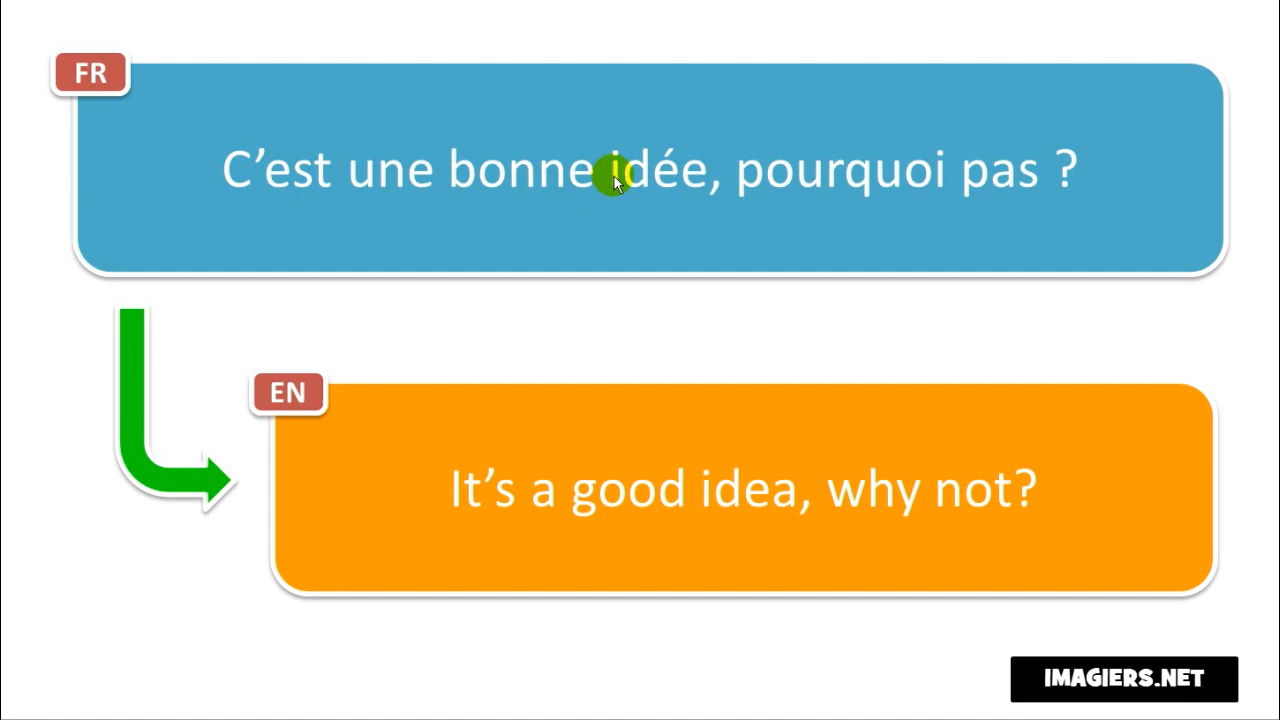 FR
C’est une bonne idée, pourquoi pas ?
EN
It’s a good idea, why not?
IMAGIERS.NET